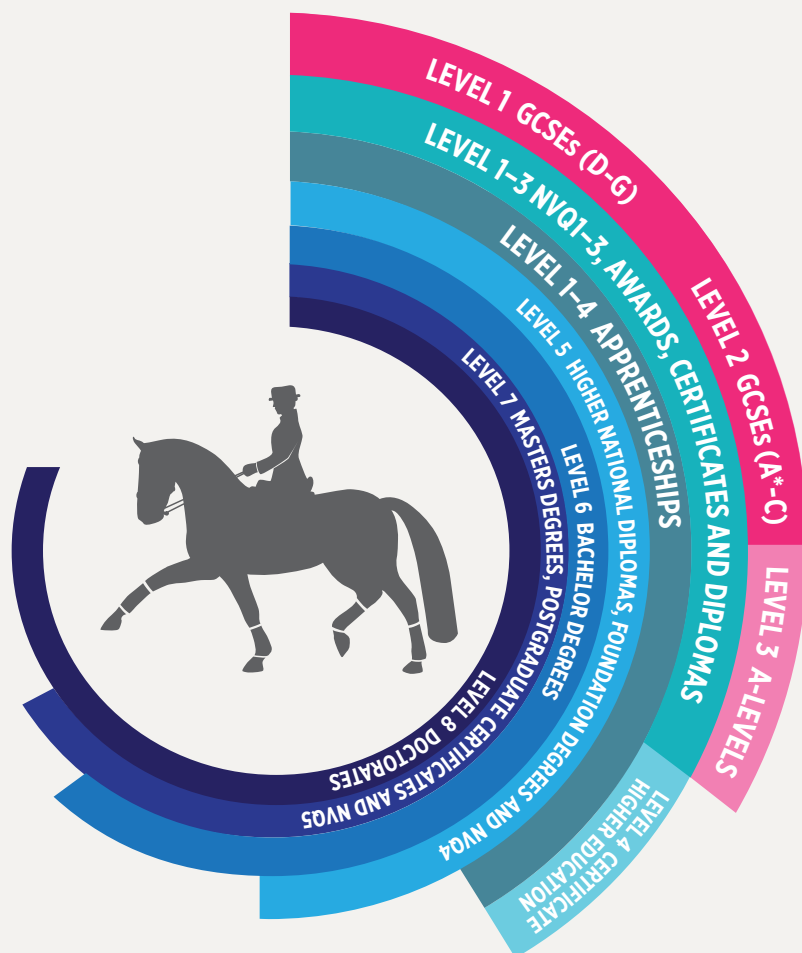 LEVEL 1 GCSEs (D-G)
LEVEL 2 GCSEs (A*-C)
LEVEL 3 A-LEVELS
LEVEL 1-3 NVQ1-3, AWARDS, CERTIFICATES AND DIPLOMAS
LEVEL 4 CERTIFICATE
HIGHER EDUCATION
LEVEL 1-4 APPRENTICESHIPS
LEVEL 5 HIGHER NATIONAL DIPLOMAS, FOUNDATION DEGREES AND NVQ4
LEVEL 6 BACHELOR DEGREES
LEVEL 7 MASTERS DEGREES, POSTGRADUATE CERTIFICATES AND NVQ5
LEVEL 8 DOCTORATES